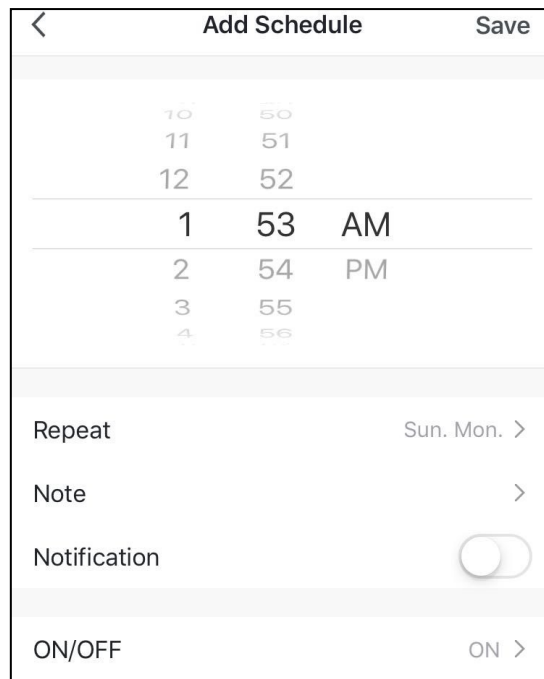 Add Schedule Save
10 50
11 51
12 52
1 53 AM
2 54 PM
3 55
4 56
Repeat Sun. Mon. >
Note >
Notification
ON/OFF ON >